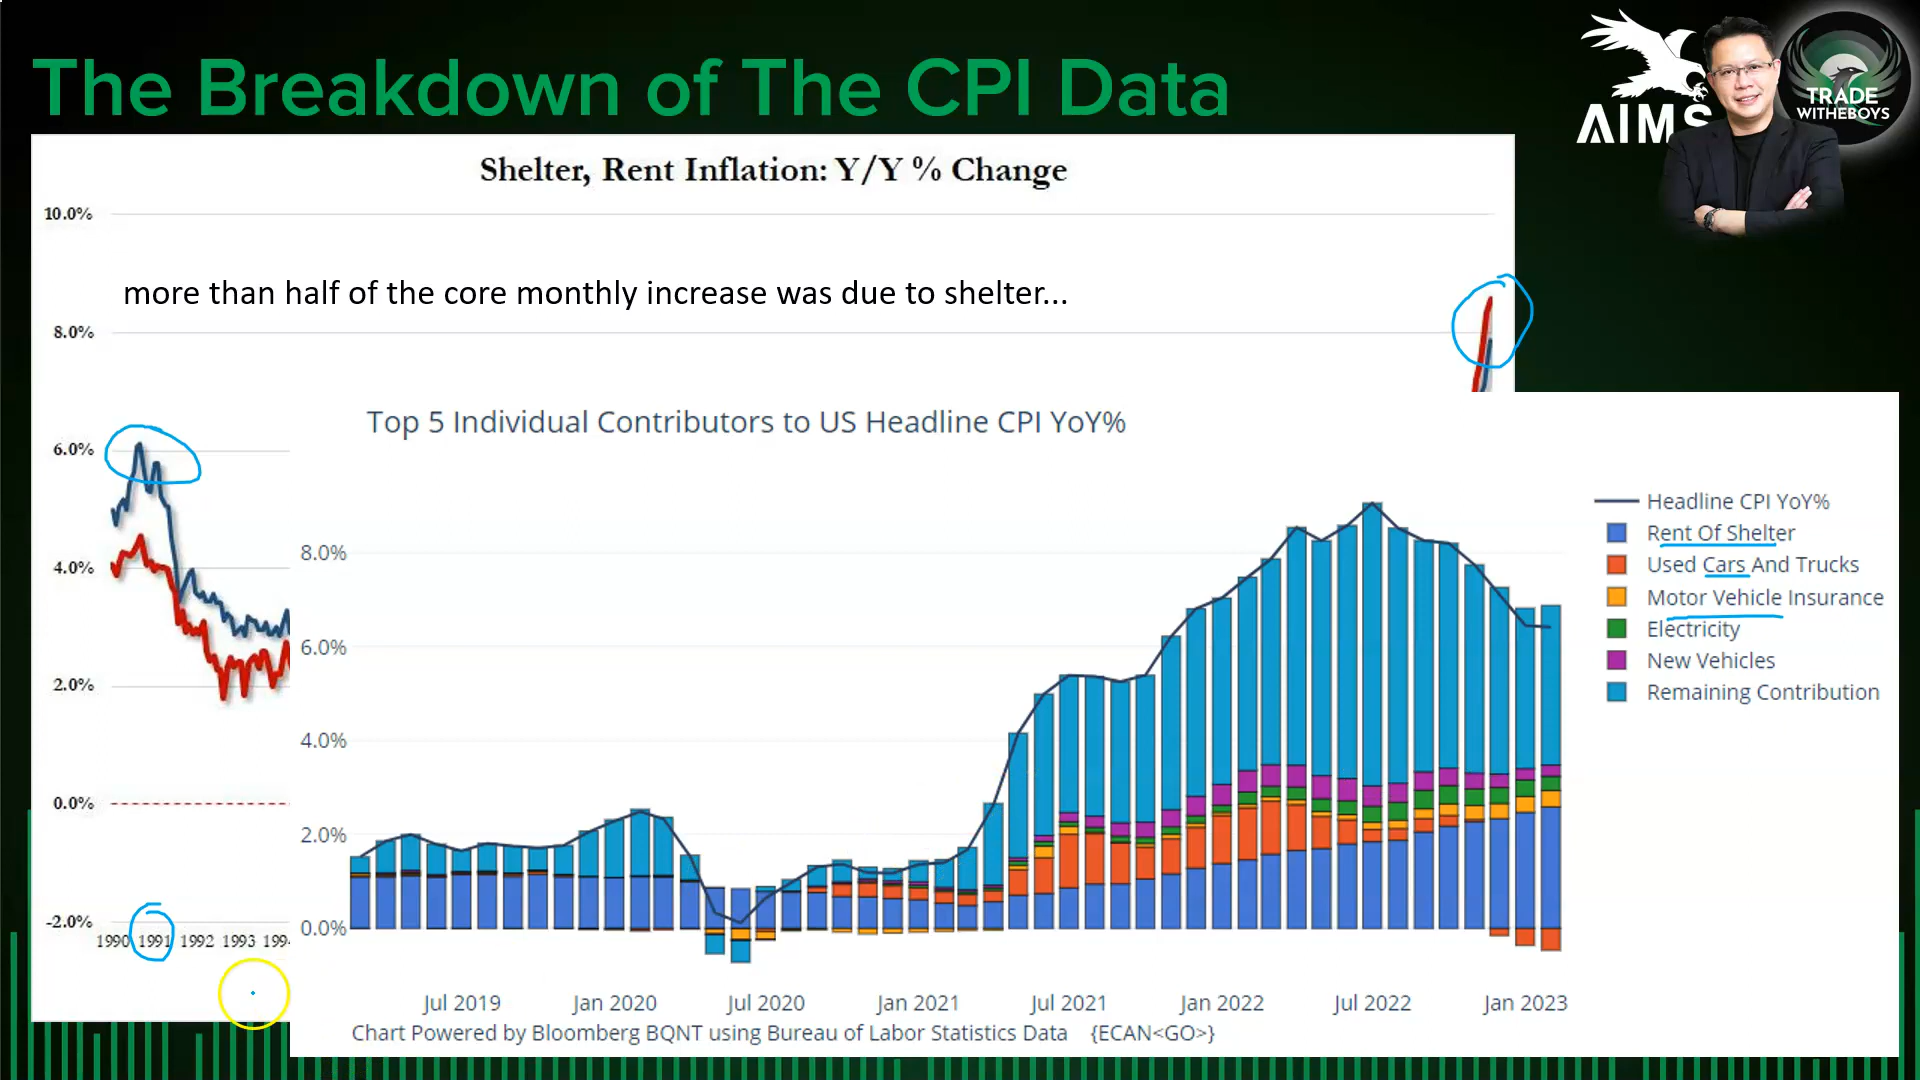 The Breakdown of The CPI Data
AIMS
TRADE
WITHEBOYS
Shelter, Rent Inflation: Y/Y % Change
10.0%
more than half of the core monthly increase was due to shelter...
8.0%
6.0%
4.0%
2.0%
0.0%
-2.0%
1990 1991 1992 1993 1994
Top 5 Individual Contributors to US Headline CPI YoY%
8.0%
6.0%
4.0%
2.0%
0.0%
Jul 2019 Jan 2020 Jul 2020 Jan 2021 Jul 2021 Jan 2022 Jul 2022 Jan 2023
Headline CPI YoY%
Rent Of Shelter
Used Cars And Trucks
Motor Vehicle Insurance
Electricity
New Vehicles
Remaining Contribution
Chart Powered by Bloomberg BQNT using Bureau of Labor Statistics Data {ECAN<GO>}